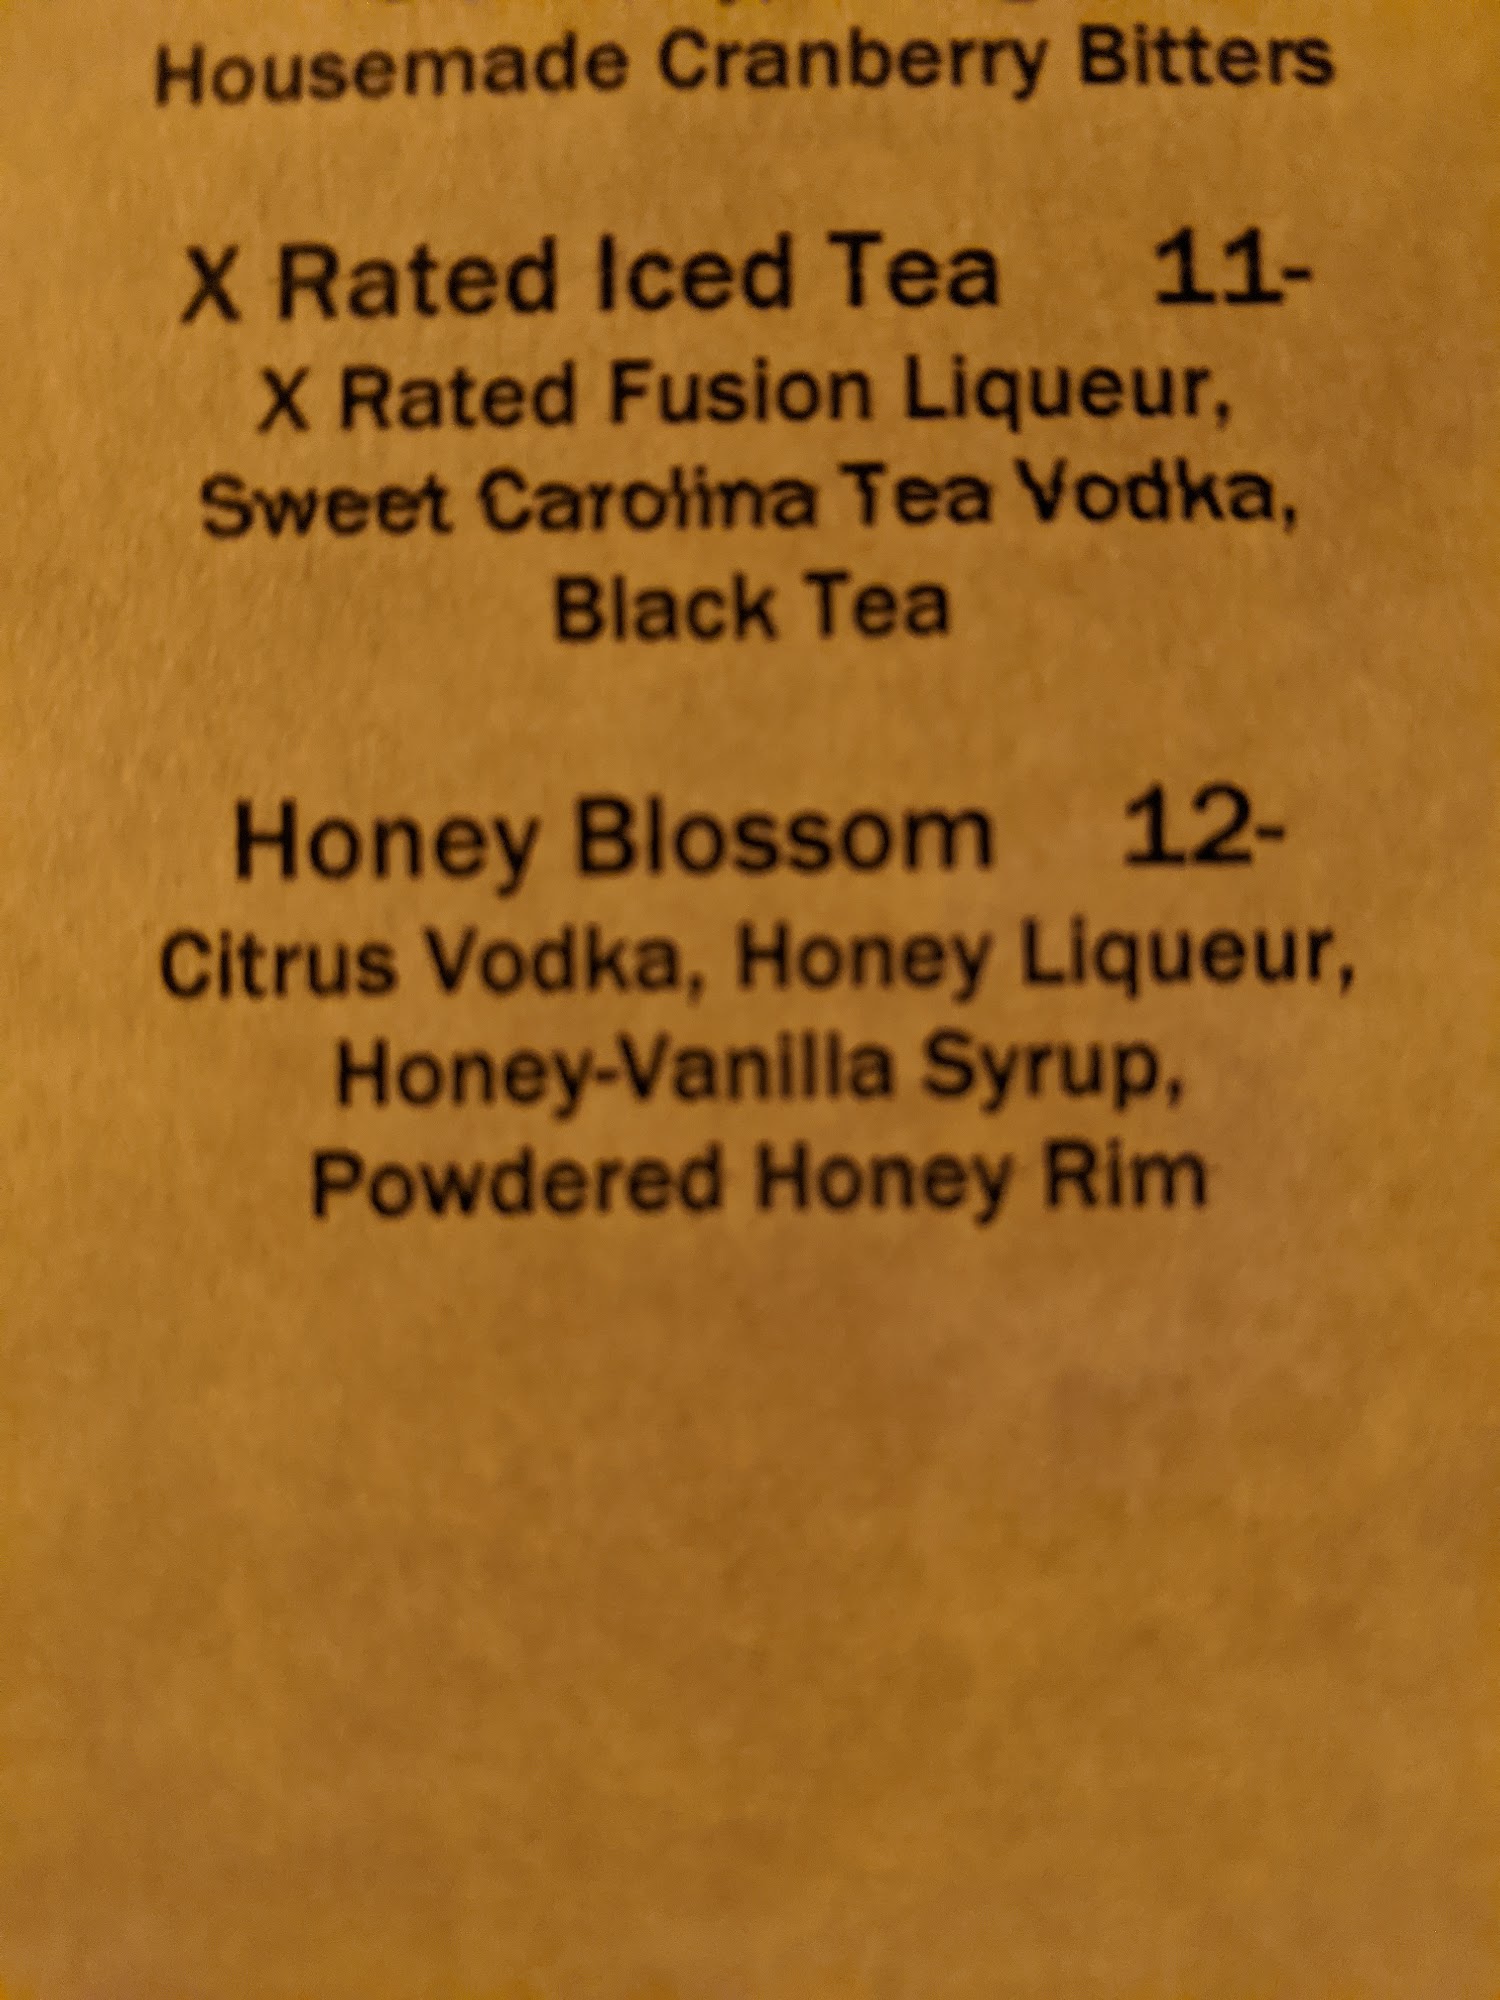 Housemade Cranberry Bitters
X Rated Iced Tea 11-
X Rated Fusion Liqueur,
Sweet Carolina Tea Vodka,
Black Tea
Honey Blossom 12-
Citrus Vodka, Honey Liqueur,
Honey-Vanilla Syrup,
Powdered Honey Rim